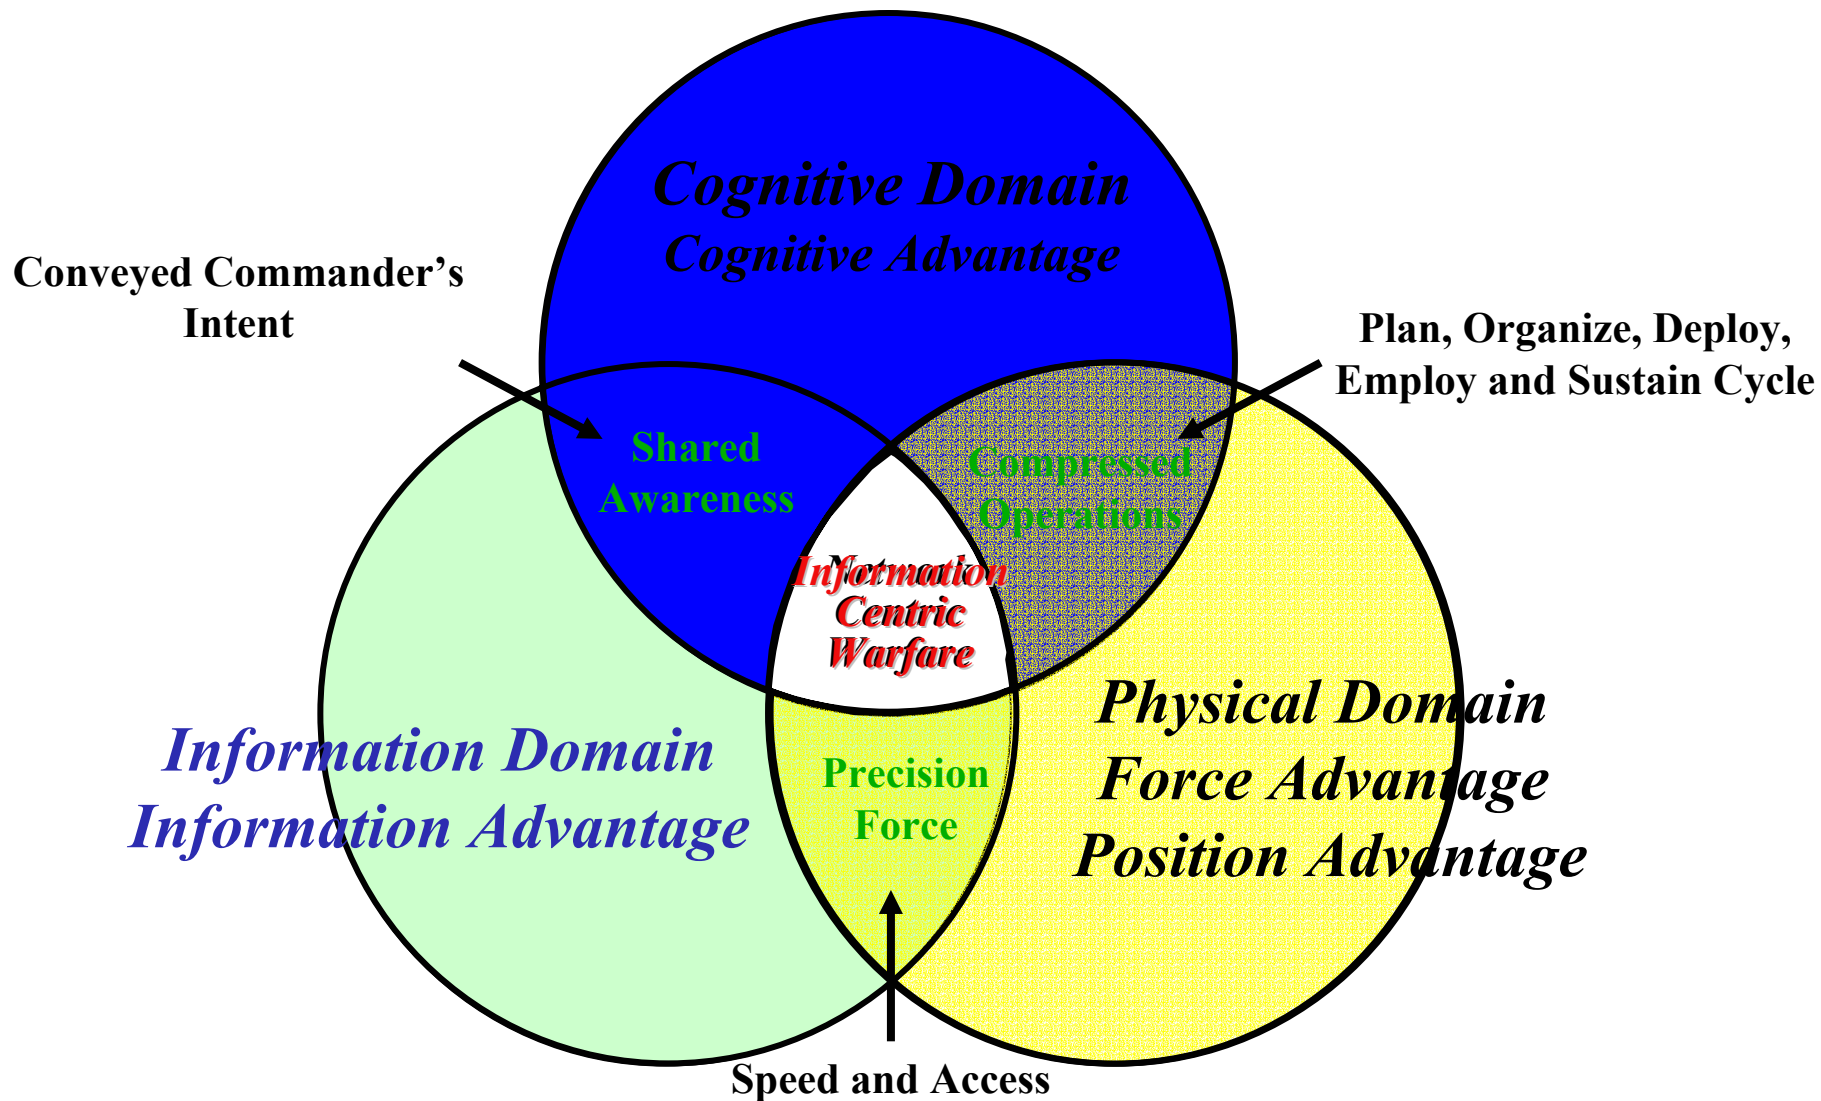 Cognitive Domain
Cognitive Advantage
Conveyed Commander’s
Intent
Plan, Organize, Deploy,
Employ and Sustain Cycle
Shared
Awareness
Compressed
Operations
Network
Information
Centric
Warfare
Information Domain
Information Advantage
Physical Domain
Force Advantage
Position Advantage
Precision
Force
Speed and Access